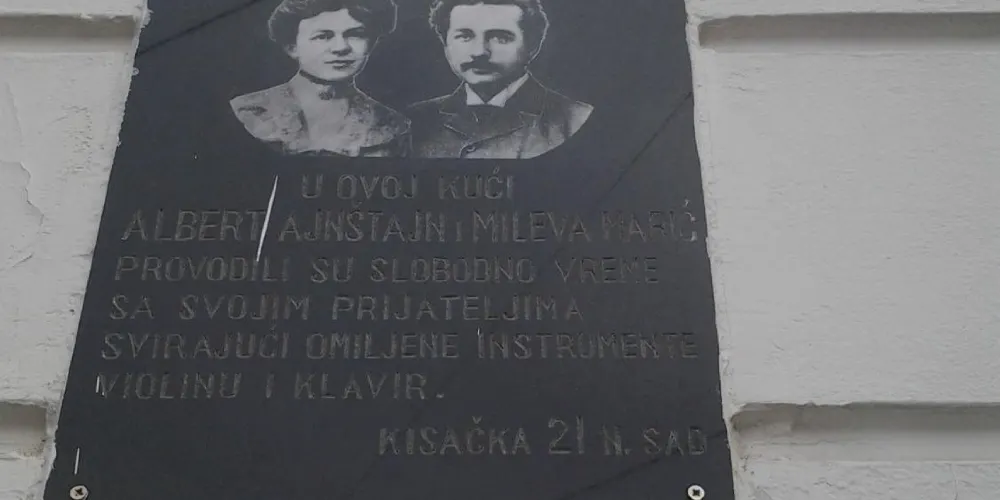 U OVOJ KUĆI
ALBERT AJNŠTAJN I MILEVA MARIĆ
PROVODILI SU SLOBODNO VREME
SA SVOJIM PRIJATELJIMA
SVIRAJUĆI OMILJENE INSTRUMENTE
VIOLINU I KLAVIR.
KISAČKA 21 N. SAD